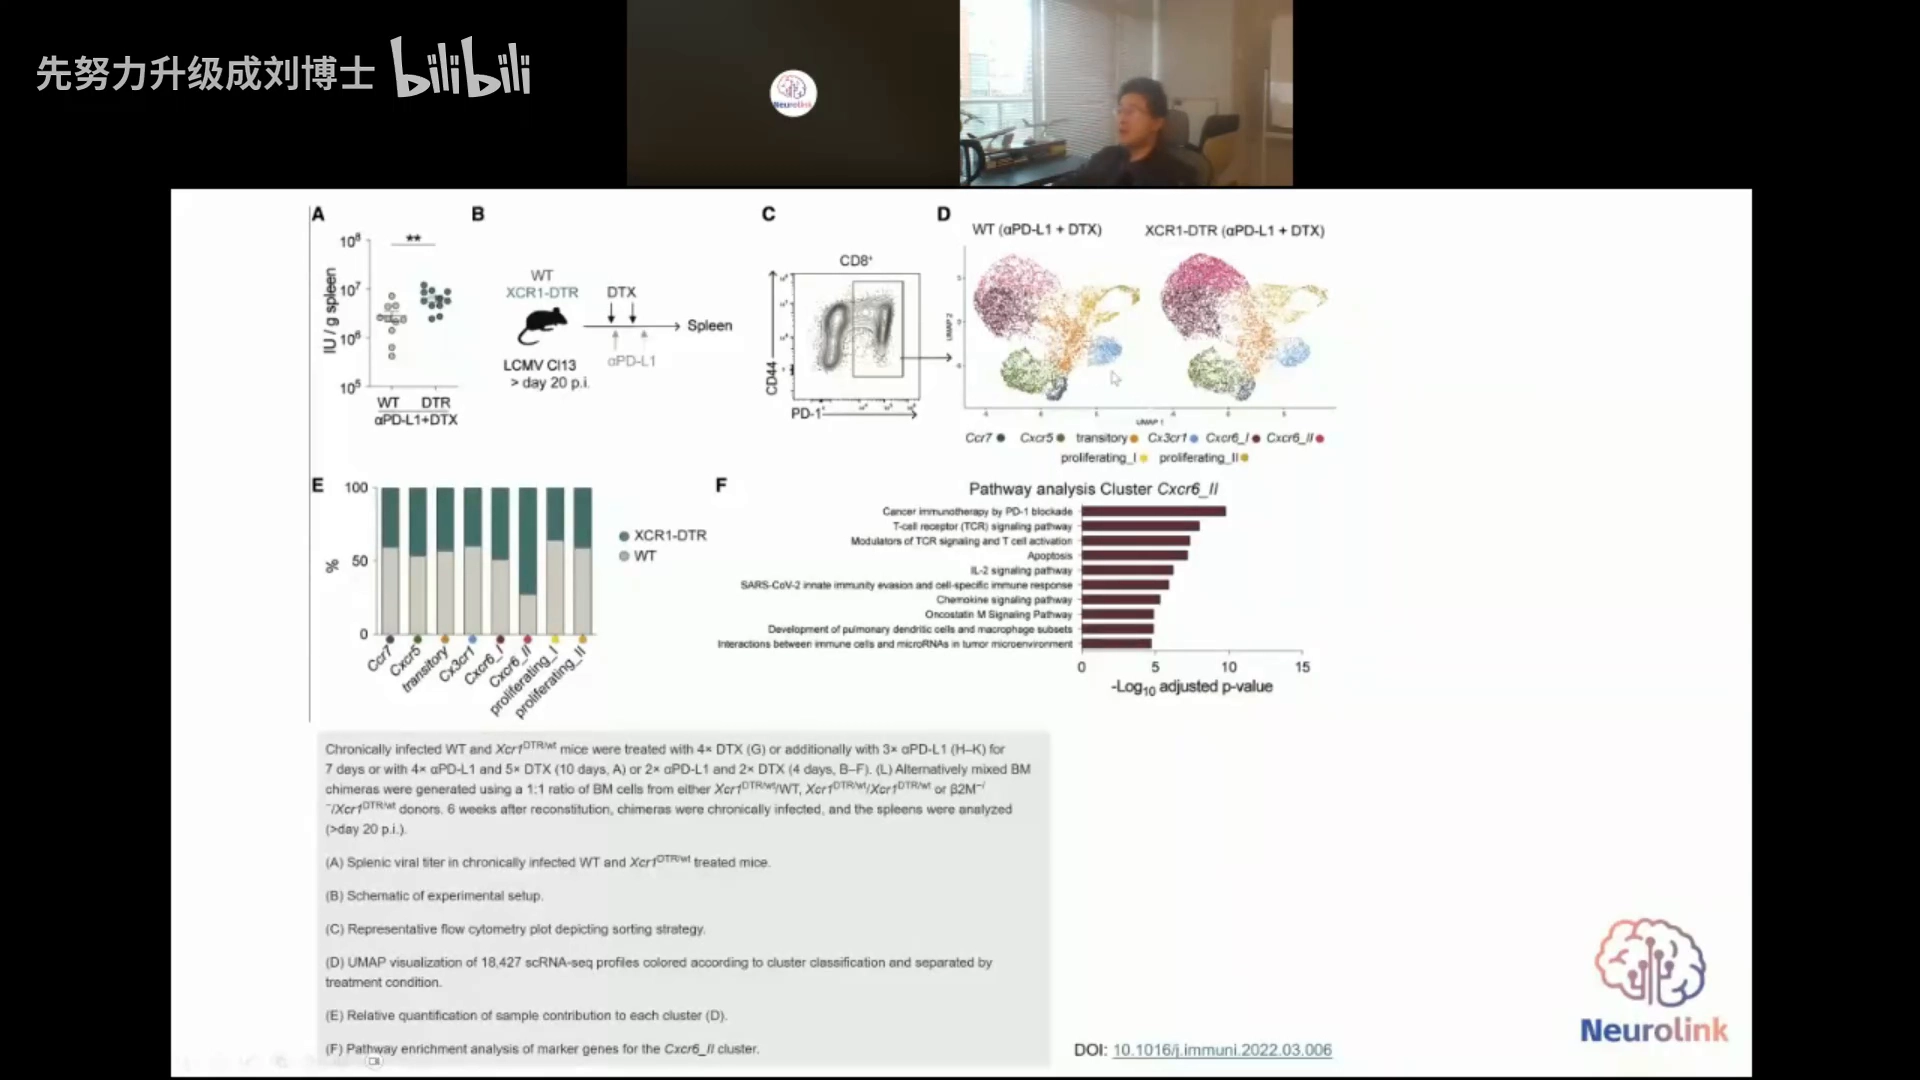 先努力升级成刘博士 bilibili
Neurolink
A
B
C
D
IU / g spleen
10⁸
10⁷
10⁶
10⁵
**
WT DTR
αPD-L1+DTX
WT
XCR1-DTR
DTX
Spleen
αPD-L1
LCMV Cl13
> day 20 p.i.
CD8⁺
CD44
PD-1
WT (αPD-L1 + DTX)
XCR1-DTR (αPD-L1 + DTX)
UMAP 2
UMAP 1
Ccr7 Cxcr5 transitory Cx3cr1 Cxcr6_I Cxcr6_II
proliferating_I proliferating_II
E
%
100
50
0
Ccr7
Cxcr5
transitory
Cx3cr1
Cxcr6_I
Cxcr6_II
proliferating_I
proliferating_II
XCR1-DTR
WT
F
Pathway analysis Cluster Cxcr6_II
Cancer immunotherapy by PD-1 blockade
T-cell receptor (TCR) signaling pathway
Modulators of TCR signaling and T cell activation
Apoptosis
IL-2 signaling pathway
SARS-CoV-2 innate immunity evasion and cell-specific immune response
Chemokine signaling pathway
Oncostatin M Signaling Pathway
Development of pulmonary dendritic cells and macrophage subsets
Interactions between immune cells and microRNAs in tumor microenvironment
0 5 10 15
-Log₁₀ adjusted p-value
Chronically infected WT and Xcr1ᴰᵀᴿ/ʷᵗ mice were treated with 4× DTX (G) or additionally with 3× αPD-L1 (H–K) for
7 days or with 4× αPD-L1 and 5× DTX (10 days, A) or 2× αPD-L1 and 2× DTX (4 days, B–F). (L) Alternatively mixed BM
chimeras were generated using a 1:1 ratio of BM cells from either Xcr1ᴰᵀᴿ/ʷᵗ/WT, Xcr1ᴰᵀᴿ/ʷᵗ/Xcr1ᴰᵀᴿ/ʷᵗ or β2M⁻/
⁻/Xcr1ᴰᵀᴿ/ʷᵗ donors. 6 weeks after reconstitution, chimeras were chronically infected, and the spleens were analyzed
(>day 20 p.i.).
(A) Splenic viral titer in chronically infected WT and Xcr1ᴰᵀᴿ/ʷᵗ treated mice.
(B) Schematic of experimental setup.
(C) Representative flow cytometry plot depicting sorting strategy.
(D) UMAP visualization of 18,427 scRNA-seq profiles colored according to cluster classification and separated by
treatment condition.
(E) Relative quantification of sample contribution to each cluster (D).
(F) Pathway enrichment analysis of marker genes for the Cxcr6_II cluster.
DOI: 10.1016/j.immuni.2022.03.006
Neurolink